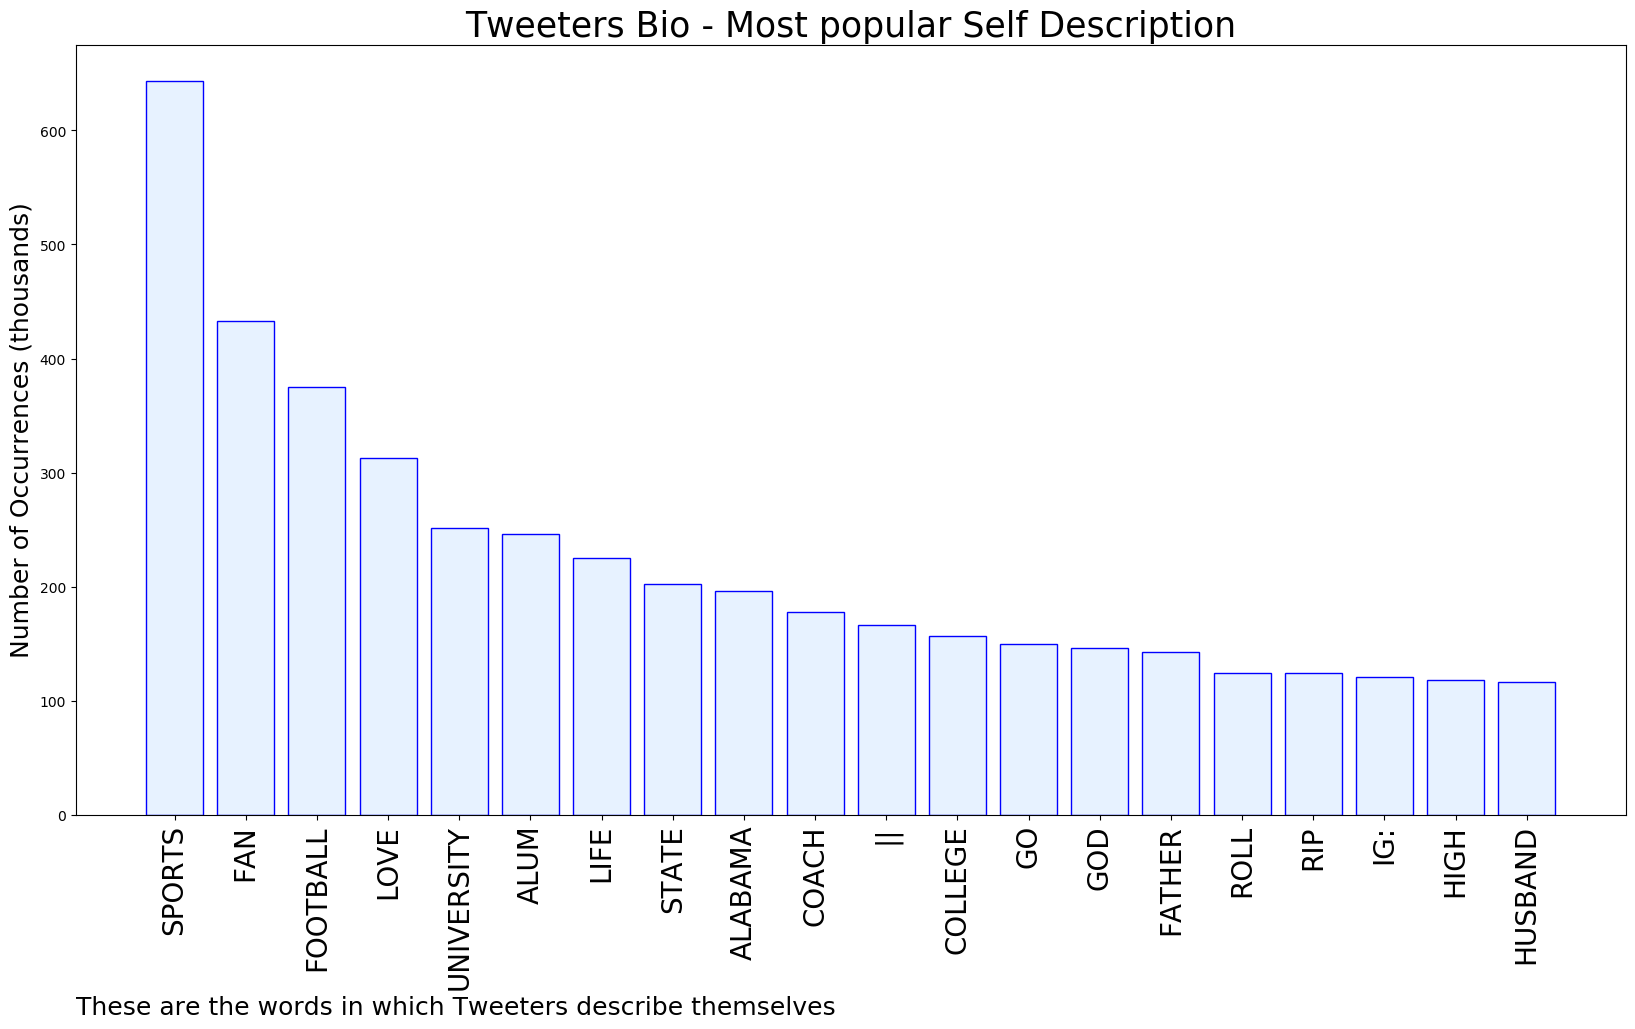 Tweeters Bio - Most popular Self Description
Number of Occurrences (thousands)
600
500
400
300
200
100
0
SPORTS
FAN
FOOTBALL
LOVE
UNIVERSITY
ALUM
LIFE
STATE
ALABAMA
COACH
||
COLLEGE
GO
GOD
FATHER
ROLL
RIP
IG:
HIGH
HUSBAND
These are the words in which Tweeters describe themselves